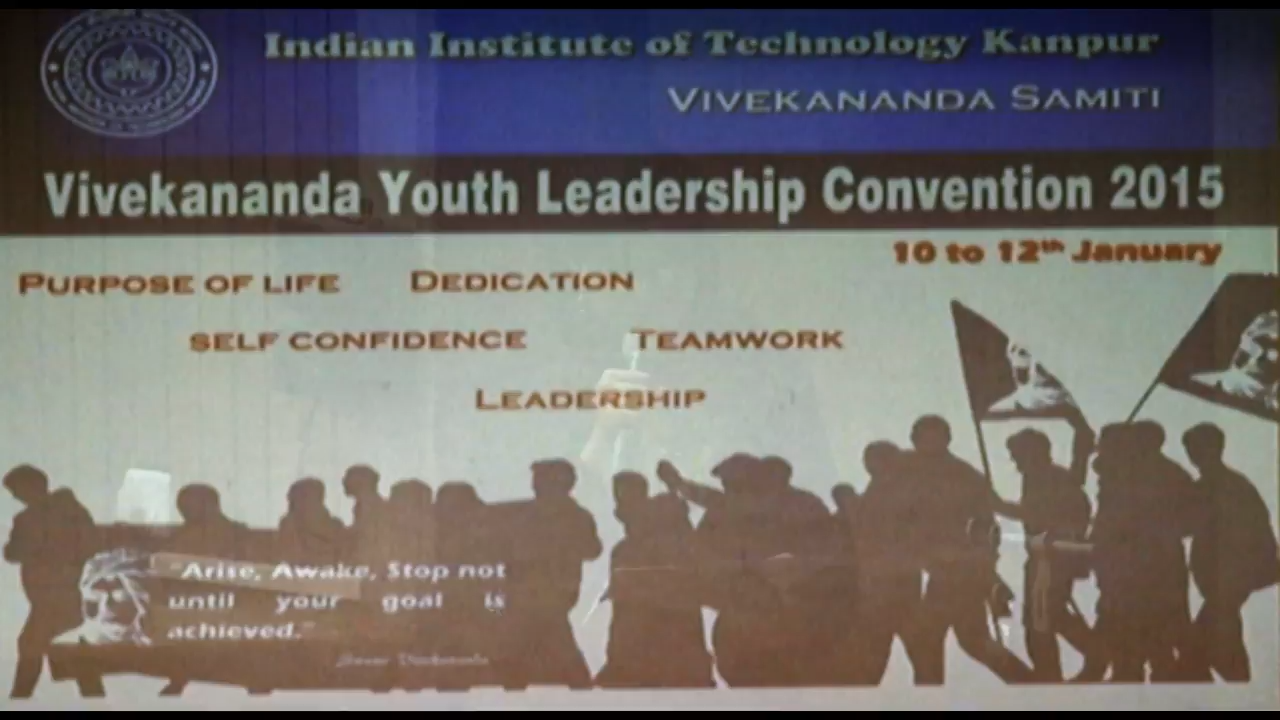 Indian Institute of Technology Kanpur
VIVEKANANDA SAMITI
Vivekananda Youth Leadership Convention 2015
10 to 12th January
PURPOSE OF LIFE DEDICATION
SELF CONFIDENCE TEAMWORK
LEADERSHIP
"Arise, Awake, Stop not
until your goal is
achieved."